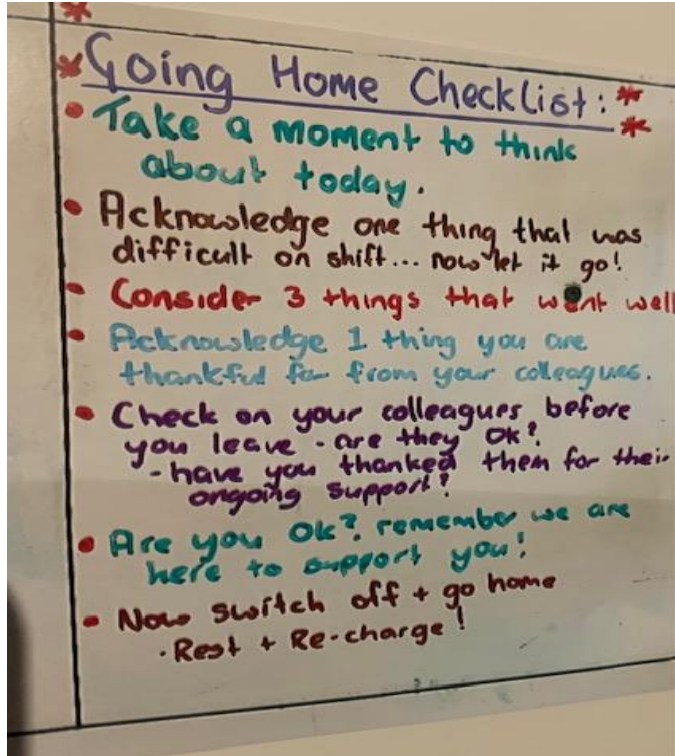 Going Home Checklist:
• Take a moment to think
about today.
• Acknowledge one thing that was
difficult on shift... now let it go!
• Consider 3 things that went well
• Acknowledge 1 thing you are
thankful for from your colleagues.
• Check on your colleagues before
you leave - are they ok?
- have you thanked them for their
ongoing support?
• Are you ok? remember we are
here to support you!
• Now switch off + go home
• Rest + Re-charge!